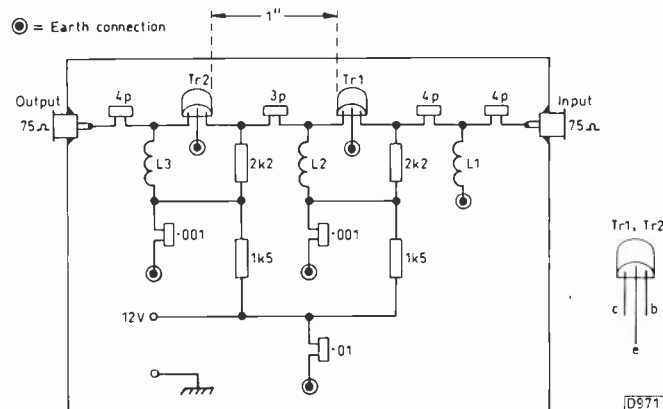 = Earth connection
1"
Output
4p
Tr2
3p
Tr1
4p
4p
Input
75Ω
75Ω
L3
2k2
L2
2k2
L1
·001
·001
1k5
1k5
Tr1, Tr2
12V
c
b
·01
e
D971